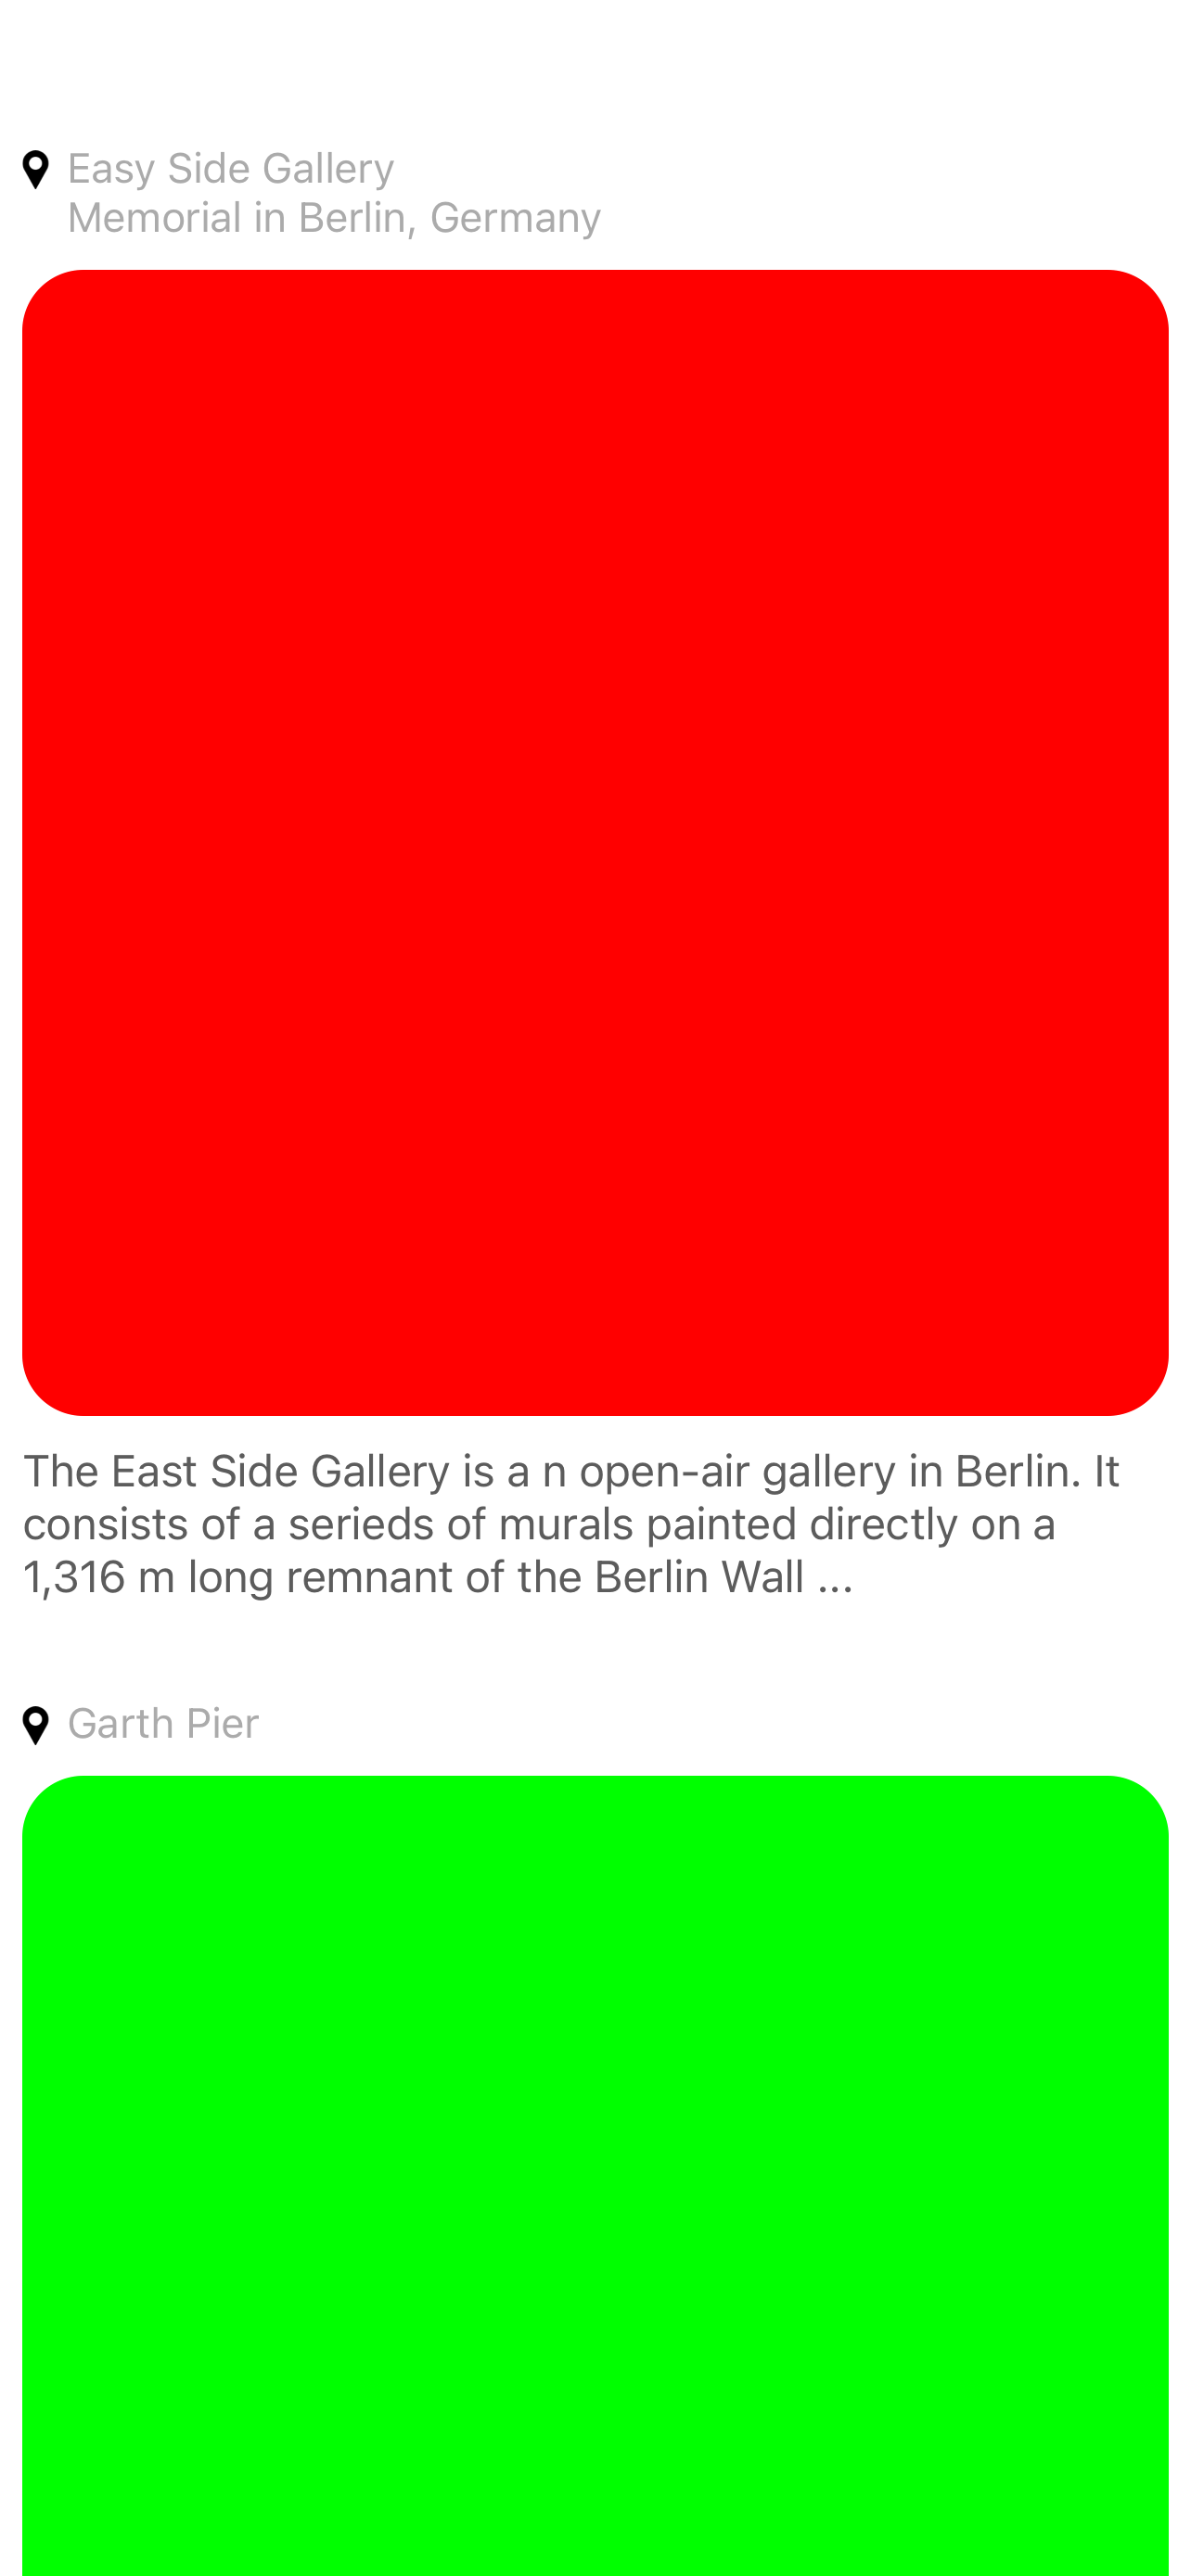 Easy Side Gallery
Memorial in Berlin, Germany
The East Side Gallery is a n open-air gallery in Berlin. It
consists of a serieds of murals painted directly on a
1,316 m long remnant of the Berlin Wall ...
Garth Pier